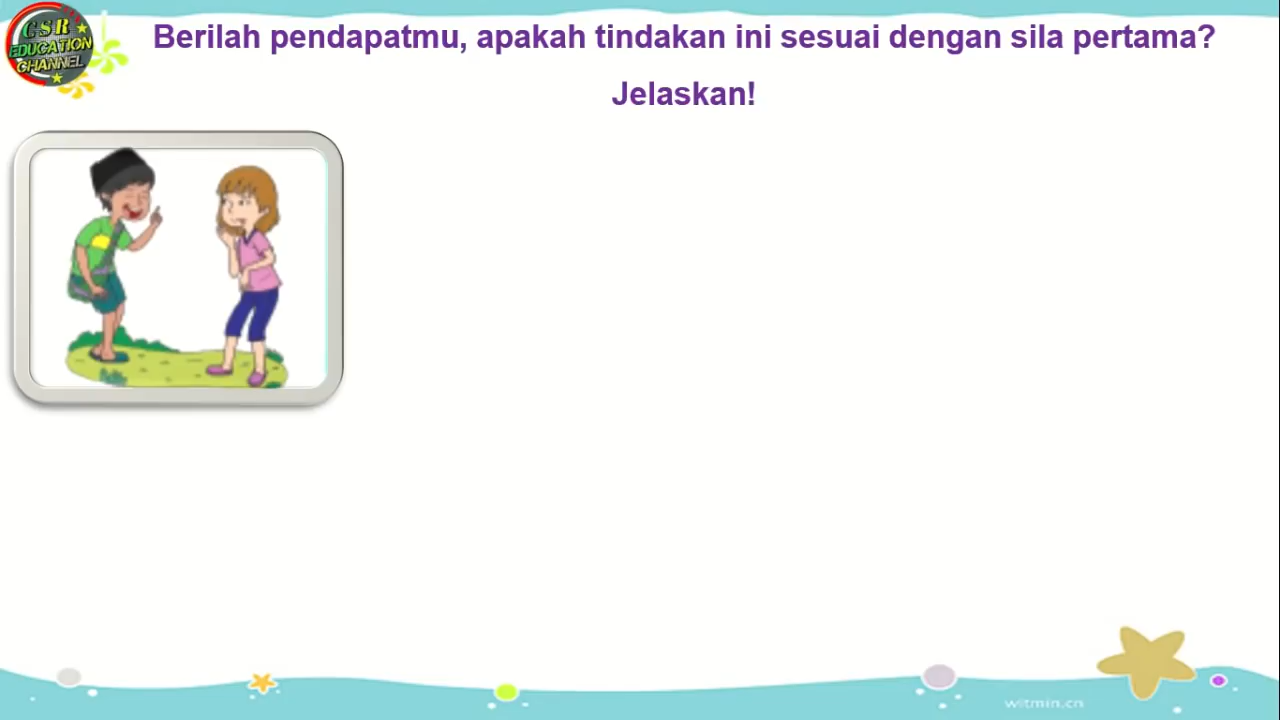 CSR
EDUCATION
CHANNEL
Berilah pendapatmu, apakah tindakan ini sesuai dengan sila pertama?
Jelaskan!
witmin.cn